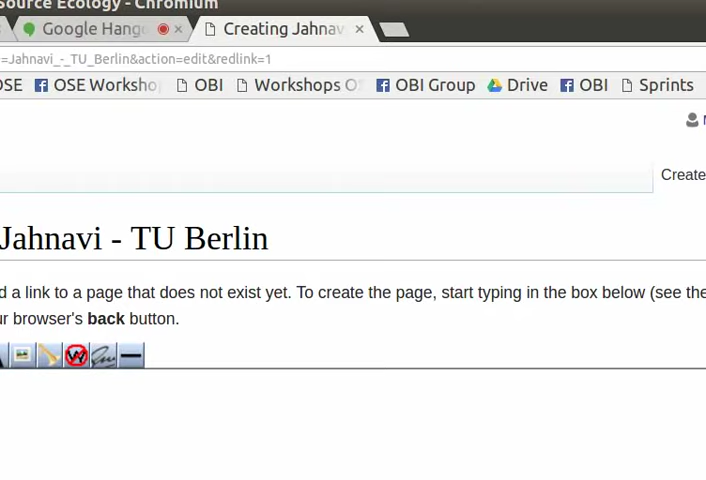 Source Ecology - Chromium
Google Hang
Creating Jahnav
=Jahnavi_-_TU_Berlin&action=edit&redlink=1
OSE OSE Worksho OBI Workshops O OBI Group Drive OBI Sprints
Create
Jahnavi - TU Berlin
d a link to a page that does not exist yet. To create the page, start typing in the box below (see the
ur browser's back button.